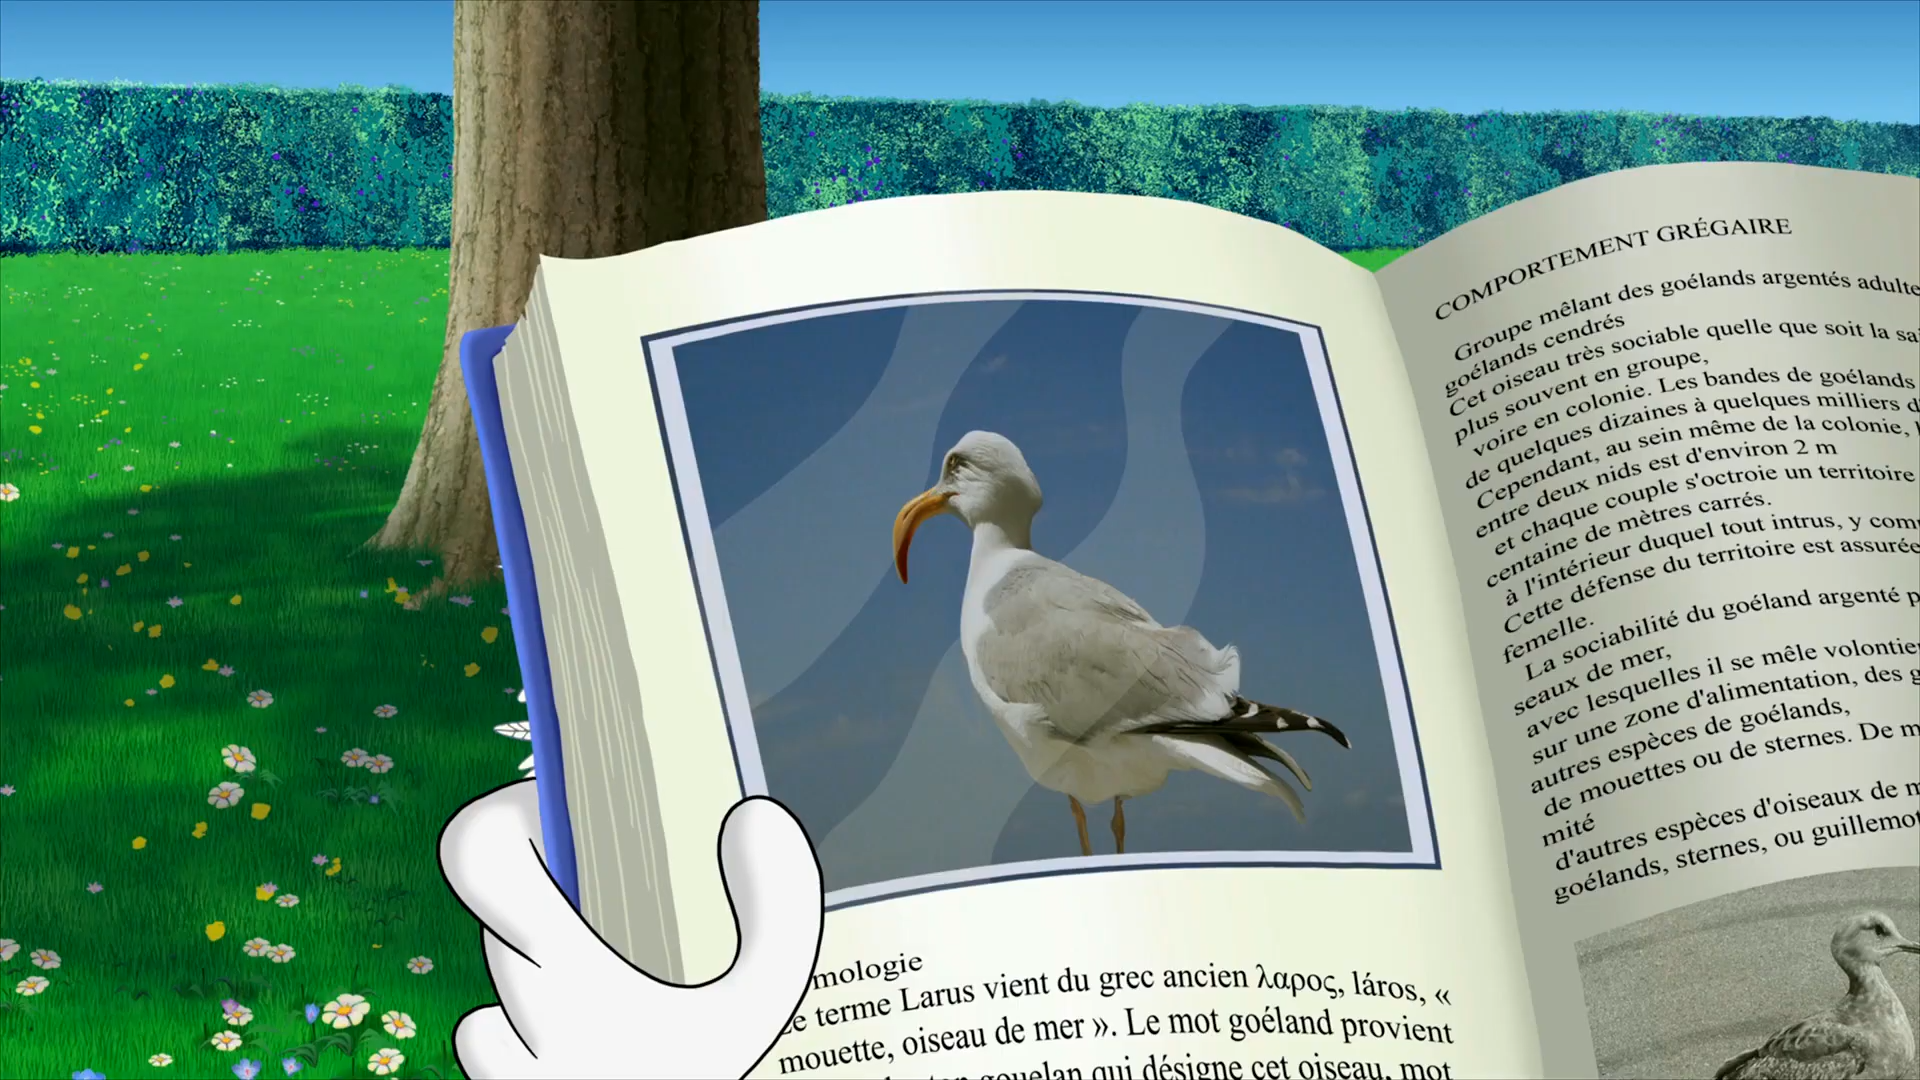 mologie
terme Larus vient du grec ancien λαρος, láros, «
mouette, oiseau de mer ». Le mot goéland provient
gouelan qui désigne cet oiseau, mot
COMPORTEMENT GRÉGAIRE
Groupe mêlant des goélands argentés adulte
goélands cendrés
Cet oiseau très sociable quelle que soit la sai
plus souvent en groupe,
voire en colonie. Les bandes de goélands
de quelques dizaines à quelques milliers d
Cependant, au sein même de la colonie,
entre deux nids est d'environ 2 m
et chaque couple s'octroie un territoire
centaine de mètres carrés.
à l'intérieur duquel tout intrus, y com
Cette défense du territoire est assurée
femelle.
La sociabilité du goéland argenté p
seaux de mer,
avec lesquelles il se mêle volontie
sur une zone d'alimentation, des g
autres espèces de goélands,
de mouettes ou de sternes. De m
mité
d'autres espèces d'oiseaux de m
goélands, sternes, ou guillemot